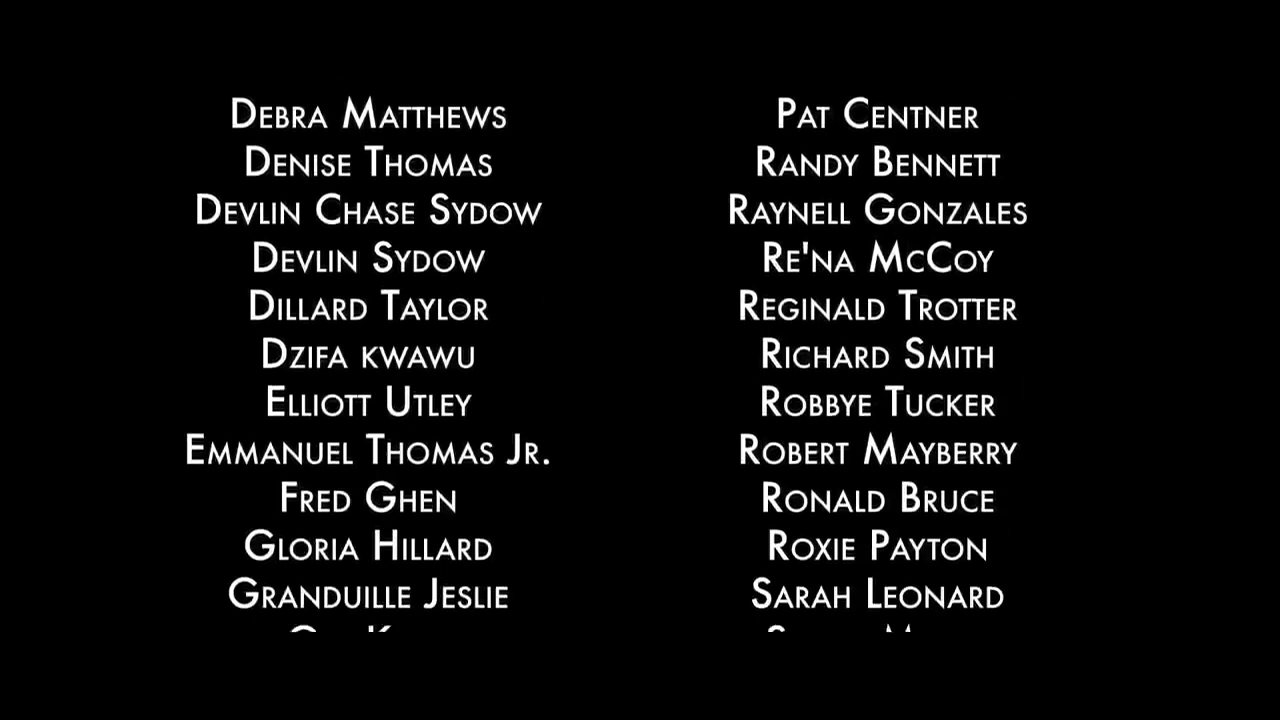 Debra Matthews
Denise Thomas
Devlin Chase Sydow
Devlin Sydow
Dillard Taylor
Dzifa kwawu
Elliott Utley
Emmanuel Thomas Jr.
Fred Ghen
Gloria Hillard
Granduille Jeslie
Pat Centner
Randy Bennett
Raynell Gonzales
Re'na McCoy
Reginald Trotter
Richard Smith
Robbye Tucker
Robert Mayberry
Ronald Bruce
Roxie Payton
Sarah Leonard